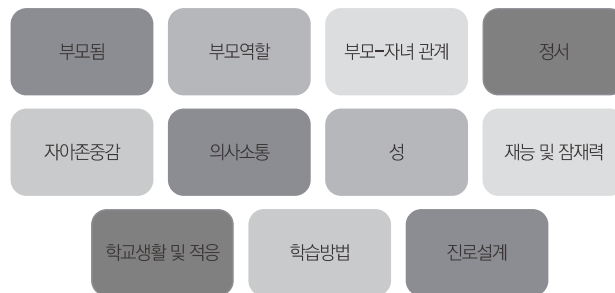 부모됨
부모역할
부모-자녀 관계
정서
자아존중감
의사소통
성
재능 및 잠재력
학교생활 및 적응
학습방법
진로설계